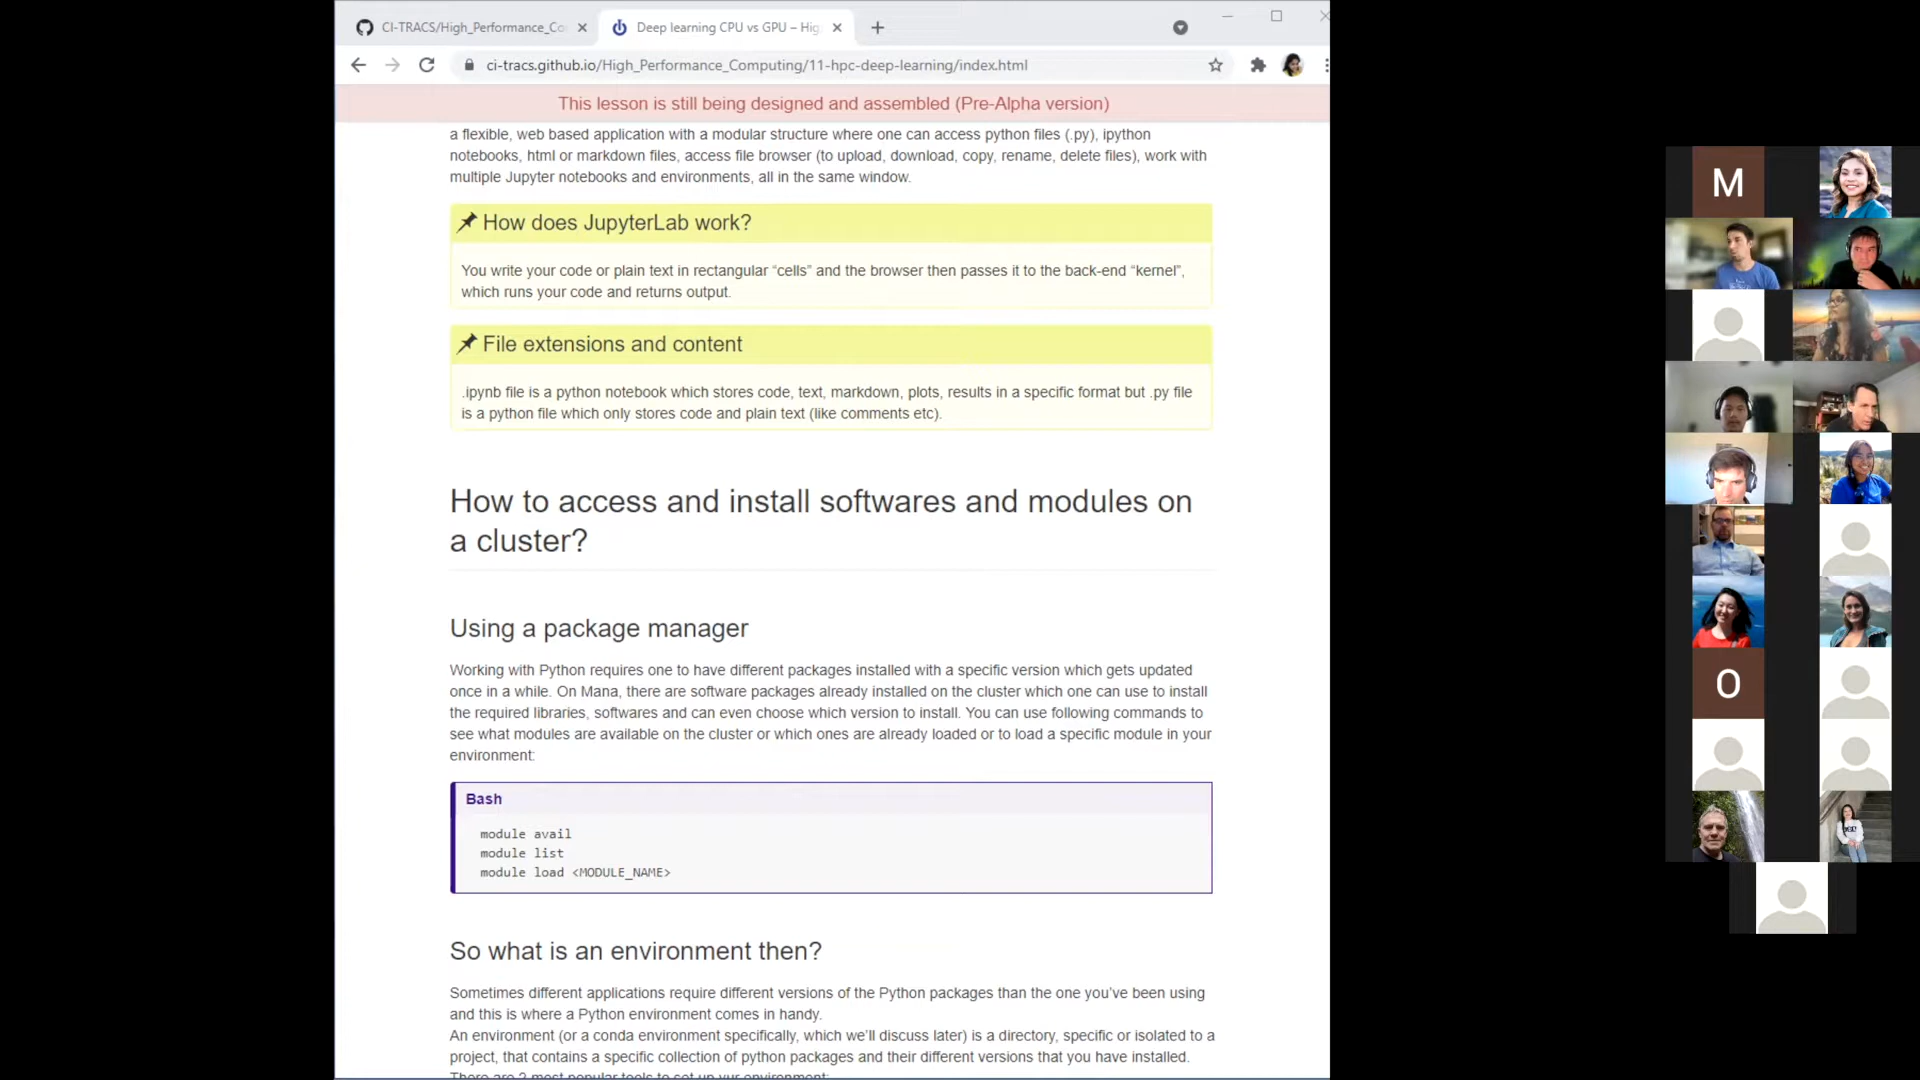 CI-TRACS/High_Performance_Co
Deep learning CPU vs GPU – Hig
ci-tracs.github.io/High_Performance_Computing/11-hpc-deep-learning/index.html
This lesson is still being designed and assembled (Pre-Alpha version)
a flexible, web based application with a modular structure where one can access python files (.py), ipython
notebooks, html or markdown files, access file browser (to upload, download, copy, rename, delete files), work with
multiple Jupyter notebooks and environments, all in the same window.
How does JupyterLab work?
You write your code or plain text in rectangular “cells” and the browser then passes it to the back-end “kernel”,
which runs your code and returns output.
File extensions and content
.ipynb file is a python notebook which stores code, text, markdown, plots, results in a specific format but .py file
is a python file which only stores code and plain text (like comments etc).
How to access and install softwares and modules on
a cluster?
Using a package manager
Working with Python requires one to have different packages installed with a specific version which gets updated
once in a while. On Mana, there are software packages already installed on the cluster which one can use to install
the required libraries, softwares and can even choose which version to install. You can use following commands to
see what modules are available on the cluster or which ones are already loaded or to load a specific module in your
environment:
Bash
module avail
module list
module load <MODULE_NAME>
So what is an environment then?
Sometimes different applications require different versions of the Python packages than the one you’ve been using
and this is where a Python environment comes in handy.
An environment (or a conda environment specifically, which we’ll discuss later) is a directory, specific or isolated to a
project, that contains a specific collection of python packages and their different versions that you have installed.
There are 2 most popular tools to set up yur environment:
M
O